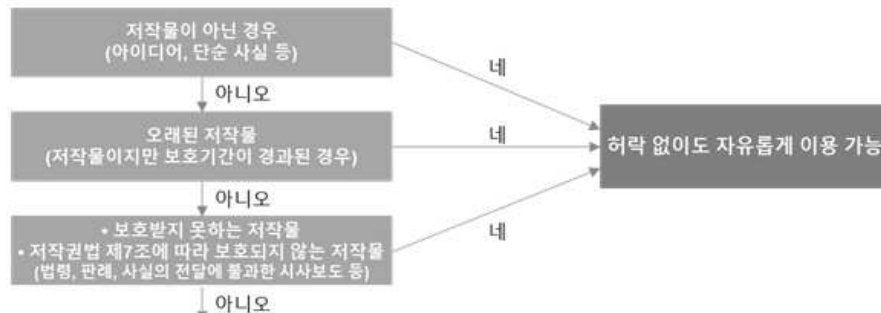 저작물이 아닌 경우
(아이디어, 단순 사실 등)
네
아니오
오래된 저작물
(저작물이지만 보호기간이 경과된 경우)
네
허락 없이도 자유롭게 이용 가능
아니오
• 보호받지 못하는 저작물
• 저작권법 제7조에 따라 보호되지 않는 저작물
(법령, 판례, 사실의 전달에 불과한 시사보도 등)
네
아니오